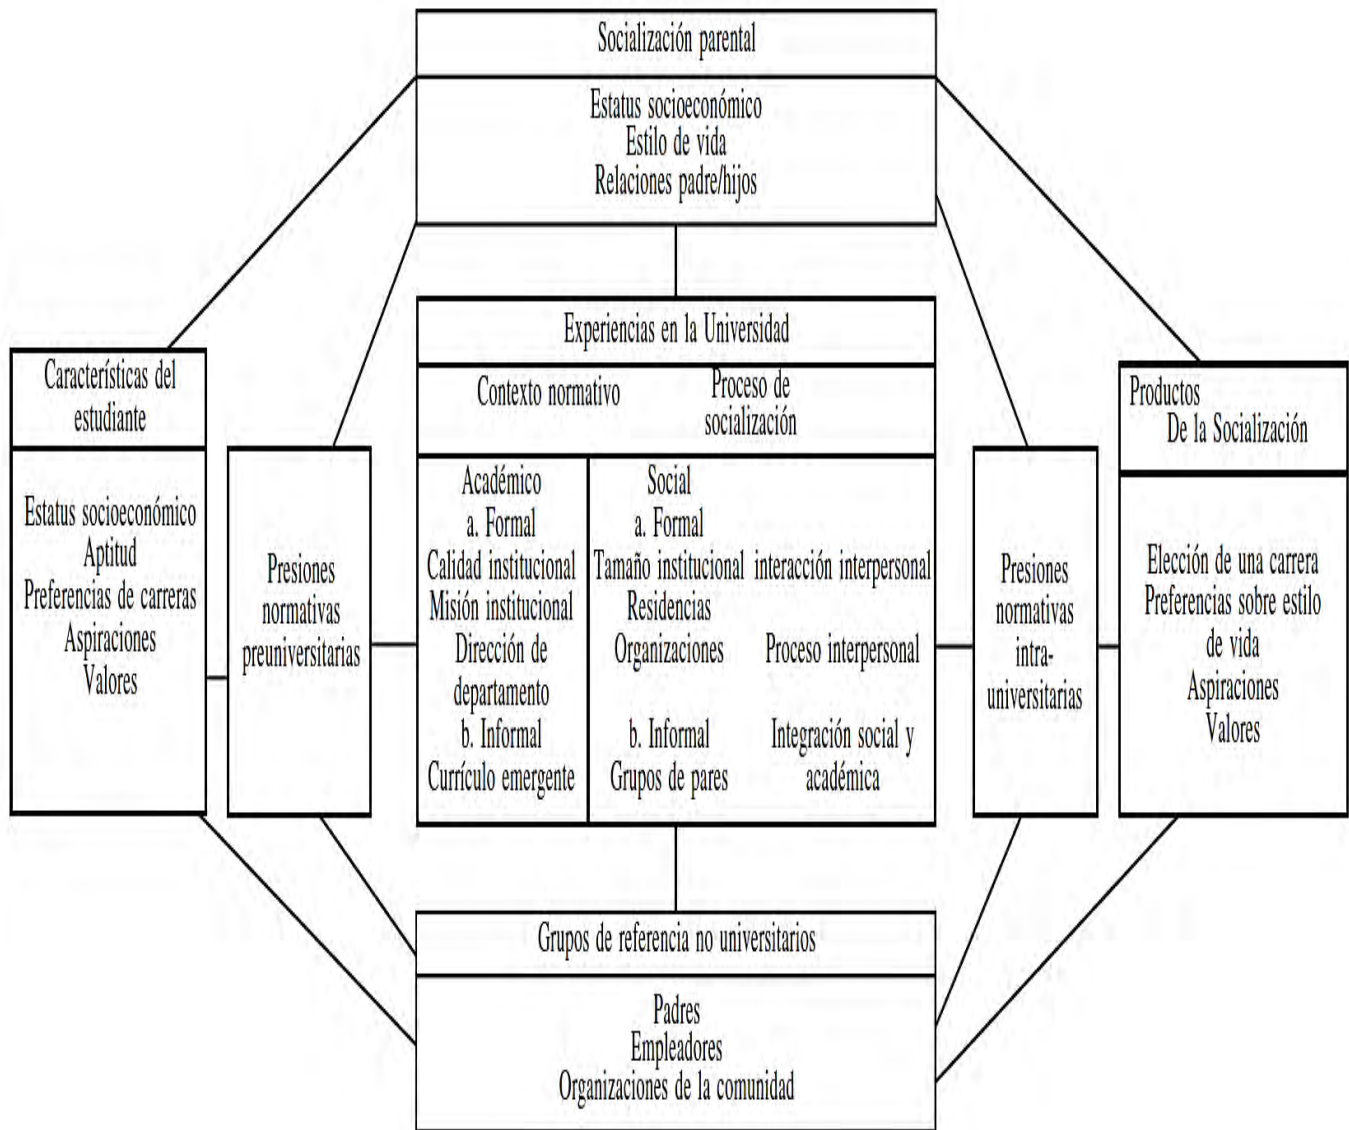 Socialización parental
Estatus socioeconómico
Estilo de vida
Relaciones padre/hijos
Características del
estudiante
Estatus socioeconómico
Aptitud
Preferencias de carreras
Aspiraciones
Valores
Presiones
normativas
preuniversitarias
Experiencias en la Universidad
Contexto normativo
Proceso de
socialización
Académico
a. Formal
Calidad institucional
Misión institucional
Dirección de
departamento
b. Informal
Currículo emergente
Social
a. Formal
Tamaño institucional
Residencias
Organizaciones
b. Informal
Grupos de pares
interacción interpersonal
Proceso interpersonal
Integración social y
académica
Presiones
normativas
intra-
universitarias
Productos
De la Socialización
Elección de una carrera
Preferencias sobre estilo
de vida
Aspiraciones
Valores
Grupos de referencia no universitarios
Padres
Empleadores
Organizaciones de la comunidad